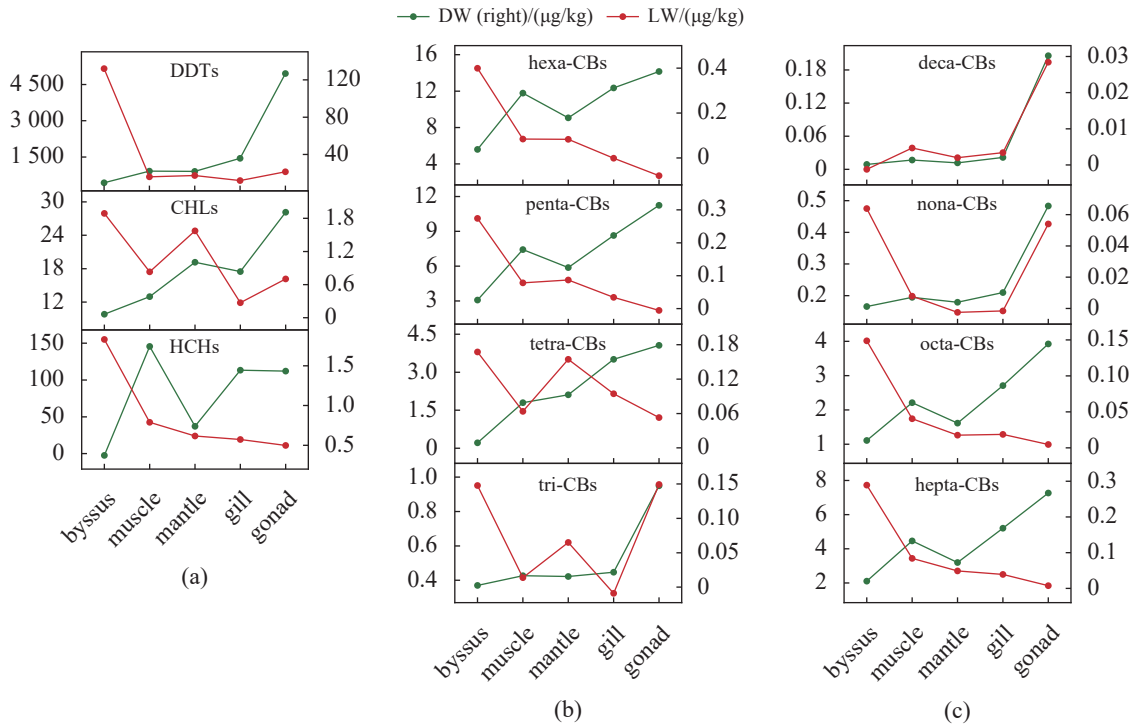 DW (right)/(μg/kg) LW/(μg/kg)
DDTs
4 500
3 000
1 500
120
80
40
CHLs
30
24
18
12
1.8
1.2
0.6
0
HCHs
150
100
50
0
1.5
1.0
0.5
byssus
muscle
mantle
gill
gonad
(a)
hexa-CBs
16
12
8
4
0.4
0.2
0
penta-CBs
12
9
6
3
0.3
0.2
0.1
0
tetra-CBs
4.5
3.0
1.5
0
0.18
0.12
0.06
0
tri-CBs
1.0
0.8
0.6
0.4
0.15
0.10
0.05
0
byssus
muscle
mantle
gill
gonad
(b)
deca-CBs
0.18
0.12
0.06
0
0.03
0.02
0.01
0
nona-CBs
0.5
0.4
0.3
0.2
0.06
0.04
0.02
0
octa-CBs
4
3
2
1
0.15
0.10
0.05
0
hepta-CBs
8
6
4
2
0.3
0.2
0.1
0
byssus
muscle
mantle
gill
gonad
(c)